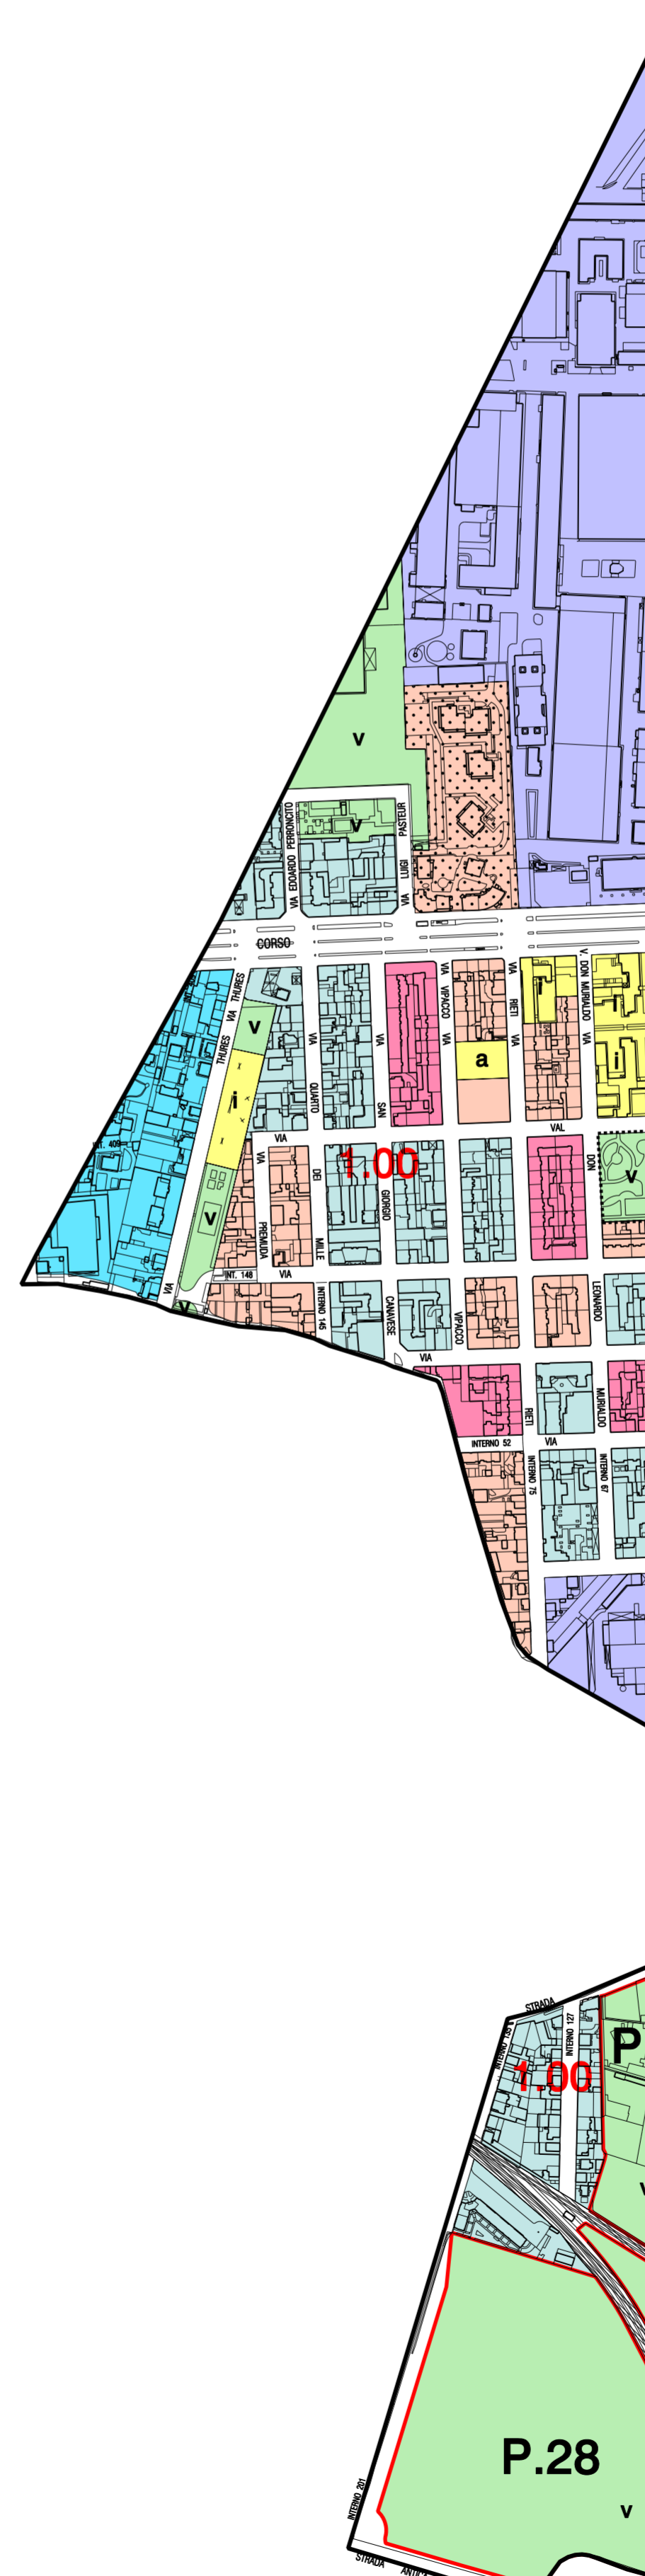 V
VIA EDOARDO PERRONCITO
V
VIA LUIGI PASTEUR
CORSO
VIA THURES
THURES
V
VIA QUARTO
VIA SAN
VIA VIPACCO
VIA RIETI
VIA
V. DON MURIALDO
VIA
i
i
i
a
i
INT. 409
VIA
VIA
VAL
DON
1.00
V
V
PREMUDA
DEI MILLE
GIORGIO
INT. 148
VIA
VIA
V
INTERNO 145
CANAVESE
VIPACCO
LEONARDO
VIA
RIETI
MURIALDO
INTERNO 52
VIA
INTERNO 75
INTERNO 67
STRADA
INTERNO 127
P
1.00
P.28
V
INTERNO 201
STRADA
ANTICA